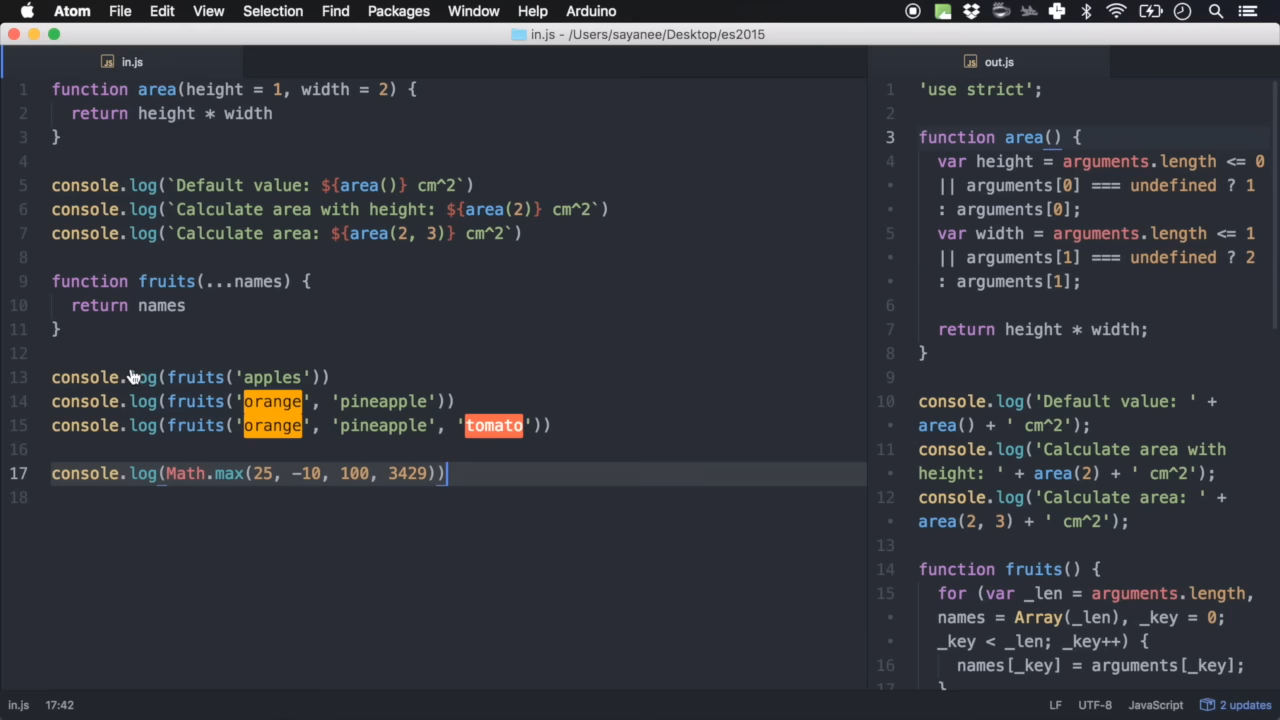 Atom File Edit View Selection Find Packages Window Help Arduino
in.js - /Users/sayanee/Desktop/es2015
in.js
1 function area(height = 1, width = 2) {
2 return height * width
3 }
4
5 console.log(`Default value: ${area()} cm^2`)
6 console.log(`Calculate area with height: ${area(2)} cm^2`)
7 console.log(`Calculate area: ${area(2, 3)} cm^2`)
8
9 function fruits(...names) {
10 return names
11 }
12
13 console.log(fruits('apples'))
14 console.log(fruits('orange', 'pineapple'))
15 console.log(fruits('orange', 'pineapple', 'tomato'))
16
17 console.log(Math.max(25, -10, 100, 3429))
18
out.js
1 'use strict';
2
3 function area() {
4 var height = arguments.length <= 0
• || arguments[0] === undefined ? 1
• : arguments[0];
5 var width = arguments.length <= 1
• || arguments[1] === undefined ? 2
• : arguments[1];
6
7 return height * width;
8 }
9
10 console.log('Default value: ' +
• area() + ' cm^2');
11 console.log('Calculate area with
• height: ' + area(2) + ' cm^2');
12 console.log('Calculate area: ' +
• area(2, 3) + ' cm^2');
13
14 function fruits() {
15 for (var _len = arguments.length,
• names = Array(_len), _key = 0;
• _key < _len; _key++) {
16 names[_key] = arguments[_key];
17 }
in.js 17:42 LF UTF-8 JavaScript 2 updates